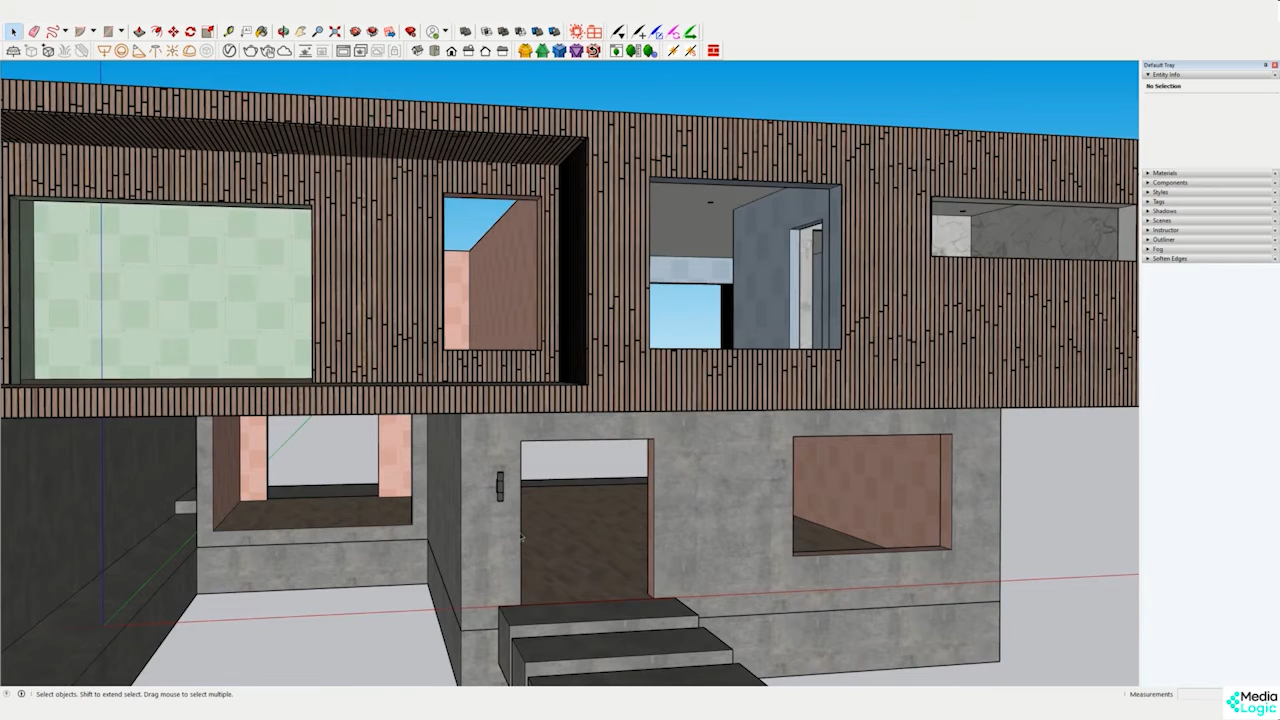 Default Tray
Entity Info
No Selection
Materials
Components
Styles
Tags
Shadows
Scenes
Instructor
Outliner
Fog
Soften Edges
Select objects. Shift to extend select. Drag mouse to select multiple.
Measurements
Media
Logic